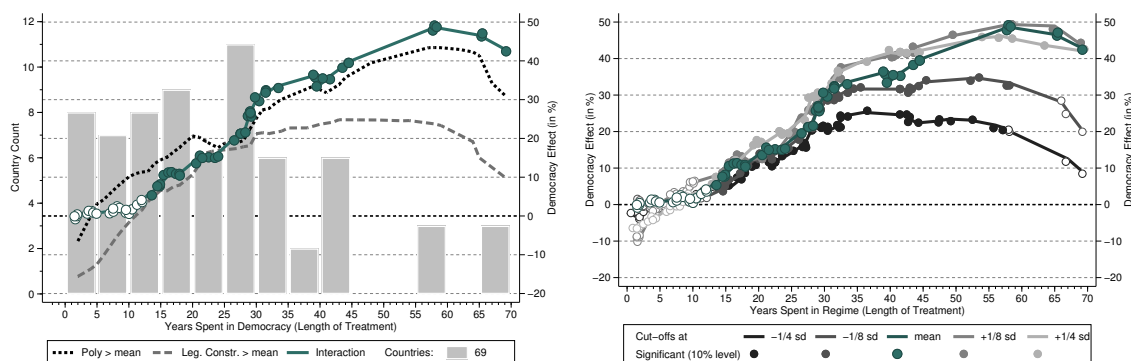 12
10
8
6
4
2
0
Country Count
50
40
30
20
10
0
−10
−20
Democracy Effect (in %)
0 5 10 15 20 25 30 35 40 45 50 55 60 65 70
Years Spent in Democracy (Length of Treatment)
Poly > mean Leg. Constr. > mean Interaction Countries: 69
50
40
30
20
10
0
−10
−20
Democracy Effect (in %)
50
40
30
20
10
0
−10
−20
Democracy Effect (in %)
0 5 10 15 20 25 30 35 40 45 50 55 60 65 70
Years Spent in Regime (Length of Treatment)
Cut-offs at −1/4 sd −1/8 sd mean +1/8 sd +1/4 sd
Significant (10% level)